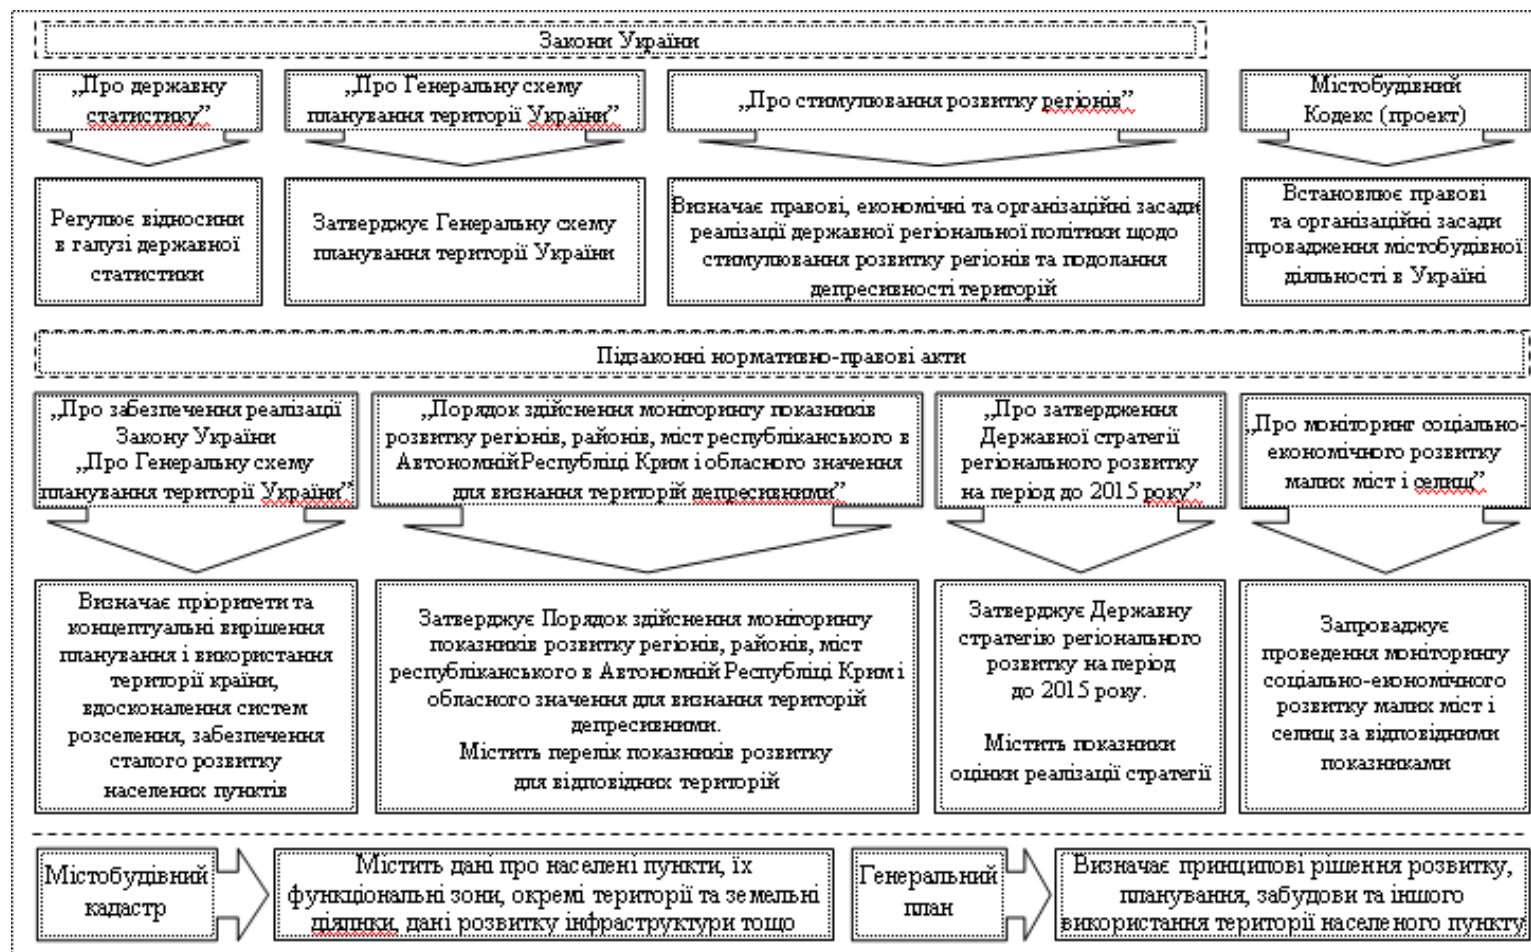 Закони України
„Про державну
статистику”
„Про Генеральну схему
планування території України”
„Про стимулювання розвитку регіонів”
Містобудівний
Кодекс (проект)
Регулює відносини
в галузі державної
статистики
Затверджує Генеральну схему
планування території України
Визначає правові, економічні та організаційні засади
реалізації державної регіональної політики щодо
стимулювання розвитку регіонів та подолання
депресивності територій
Встановлює правові
та організаційні засади
провадження містобудівної
діяльності в Україні
Підзаконні нормативно-правові акти
„Про забезпечення реалізації
Закону України
„Про Генеральну схему
планування території України”
„Порядок здійснення моніторингу показників
розвитку регіонів, районів, міст республіканського в
Автономній Республіці Крим і обласного значення
для визнання територій депресивними”
„Про затвердження
Державної стратегії
регіонального розвитку
на період до 2015 року”
„Про моніторинг соціально-
економічного розвитку
малих міст і селищ”
Визначає пріоритети та
концептуальні вирішення
планування і використання
території країни,
вдосконалення систем
розселення, забезпечення
сталого розвитку
населених пунктів
Затверджує Порядок здійснення моніторингу
показників розвитку регіонів, районів, міст
республіканського в Автономній Республіці Крим і
обласного значення для визнання територій
депресивними.
Містить перелік показників розвитку
для відповідних територій
Затверджує Державну
стратегію регіонального
розвитку на період
до 2015 року.
Містить показники
оцінки реалізації стратегії
Запроваджує
проведення моніторингу
соціально-економічного
розвитку малих міст і
селищ за відповідними
показниками
Містобудівний
кадастр
Містить дані про населені пункти, їх
функціональні зони, окремі території та земельні
діялнки, дані розвитку інфраструктури тощо
Генеральний
план
Визначає принципові рішення розвитку,
планування, забудови та іншого
використання території населеного пункту